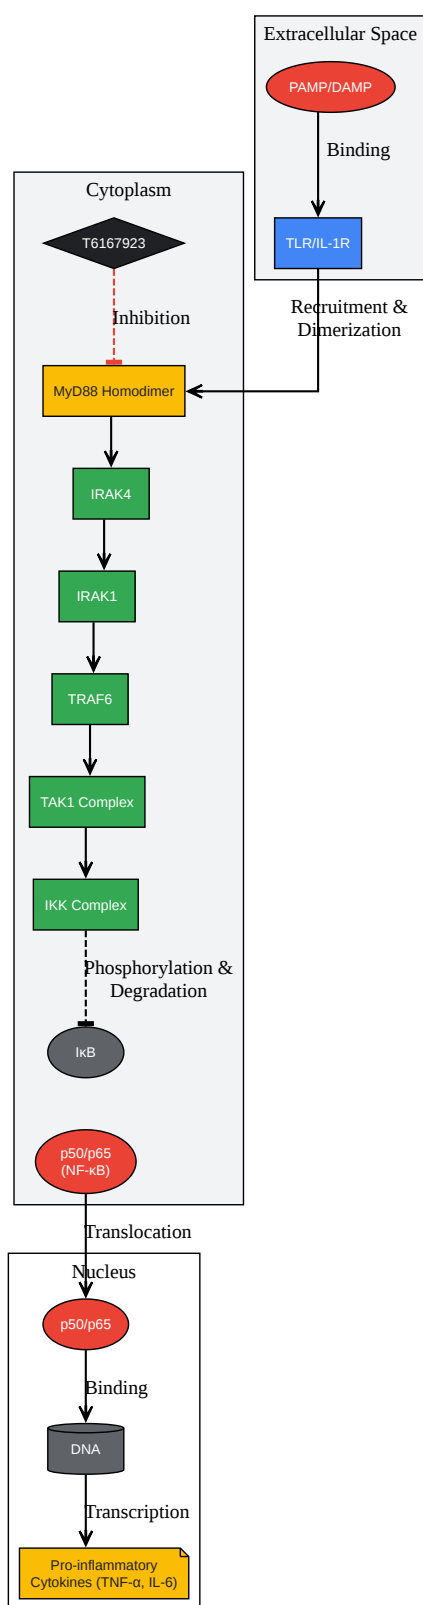 Extracellular Space
PAMP/DAMP
Binding
Cytoplasm
T6167923
TLR/IL-1R
Inhibition
Recruitment &
Dimerization
MyD88 Homodimer
IRAK4
IRAK1
TRAF6
TAK1 Complex
IKK Complex
Phosphorylation &
Degradation
IκB
p50/p65
(NF-κB)
Translocation
Nucleus
p50/p65
Binding
DNA
Transcription
Pro-inflammatory
Cytokines (TNF-α, IL-6)